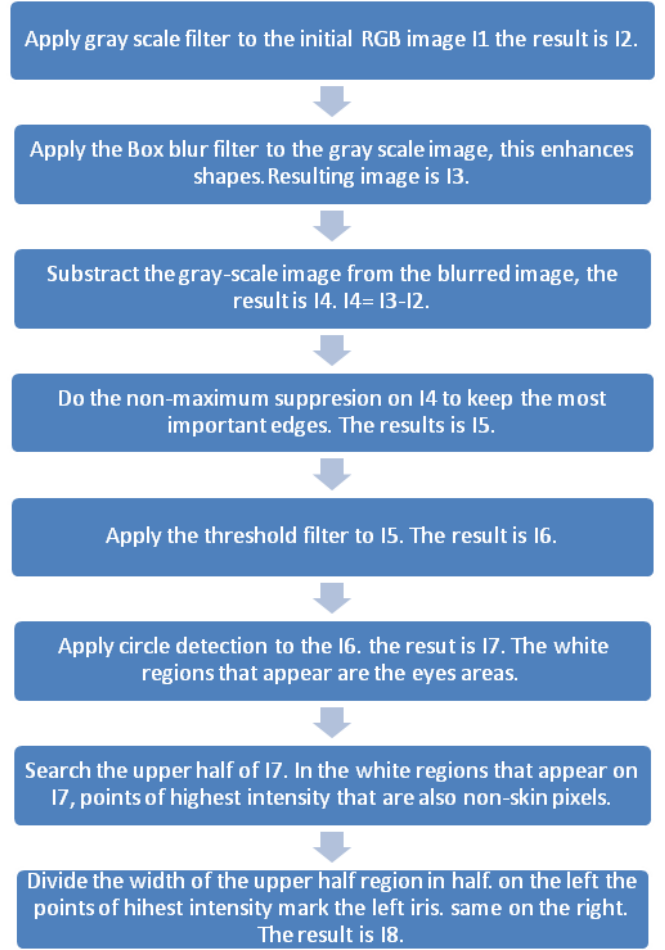 Apply gray scale filter to the initial RGB image I1 the result is I2.
Apply the Box blur filter to the gray scale image, this enhances
shapes. Resulting image is I3.
Substract the gray-scale image from the blurred image, the
result is I4. I4= I3-I2.
Do the non-maximum suppresion on I4 to keep the most
important edges. The results is I5.
Apply the threshold filter to I5. The result is I6.
Apply circle detection to the I6. the resut is I7. The white
regions that appear are the eyes areas.
Search the upper half of I7. In the white regions that appear on
I7, points of highest intensity that are also non-skin pixels.
Divide the width of the upper half region in half. on the left the
points of hihest intensity mark the left iris. same on the right.
The result is I8.